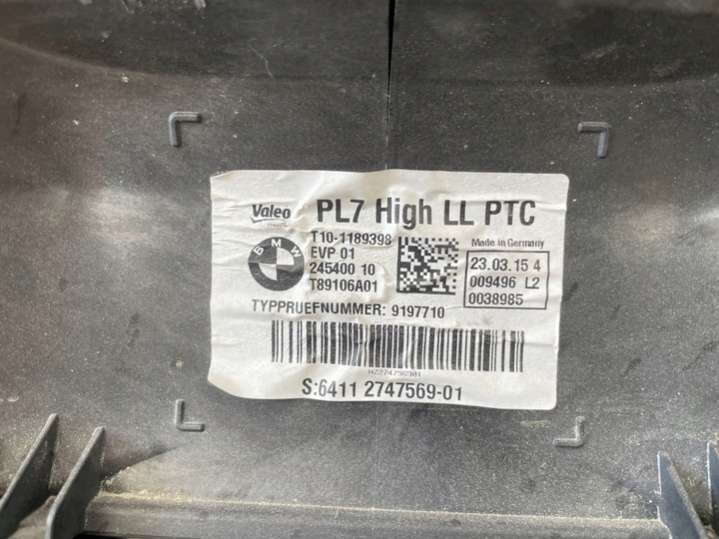 Valeo PL7 High LL PTC
BMW
T10-1189398
EVP 01
245400 10
T89106A01
Made in Germany
23.03.15 4
009496 L2
0038985
TYPPRUEFNUMMER: 9197710
S:6411 2747569-01